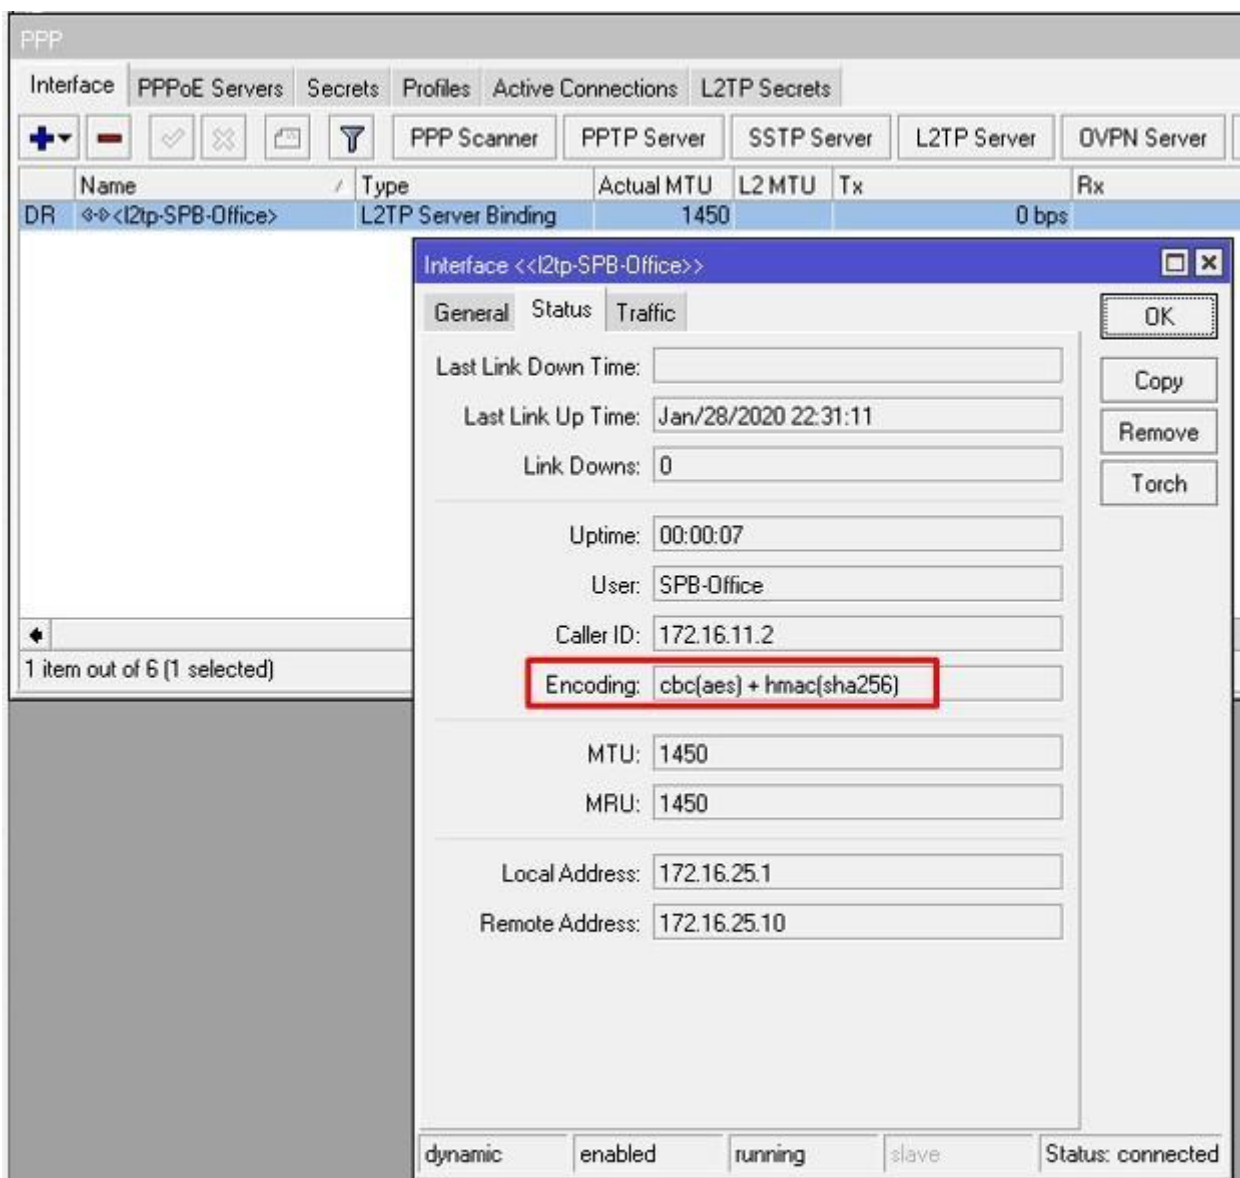 PPP
Interface PPPoE Servers Secrets Profiles Active Connections L2TP Secrets
PPP Scanner PPTP Server SSTP Server L2TP Server OVPN Server
Name / Type Actual MTU L2 MTU Tx Rx
DR <l2tp-SPB-Office> L2TP Server Binding 1450 0 bps
Interface <<l2tp-SPB-Office>>
General Status Traffic
OK
Last Link Down Time:
Copy
Last Link Up Time: Jan/28/2020 22:31:11
Remove
Link Downs: 0
Torch
Uptime: 00:00:07
User: SPB-Office
Caller ID: 172.16.11.2
1 item out of 6 (1 selected)
Encoding: cbc(aes) + hmac(sha256)
MTU: 1450
MRU: 1450
Local Address: 172.16.25.1
Remote Address: 172.16.25.10
dynamic enabled running slave Status: connected